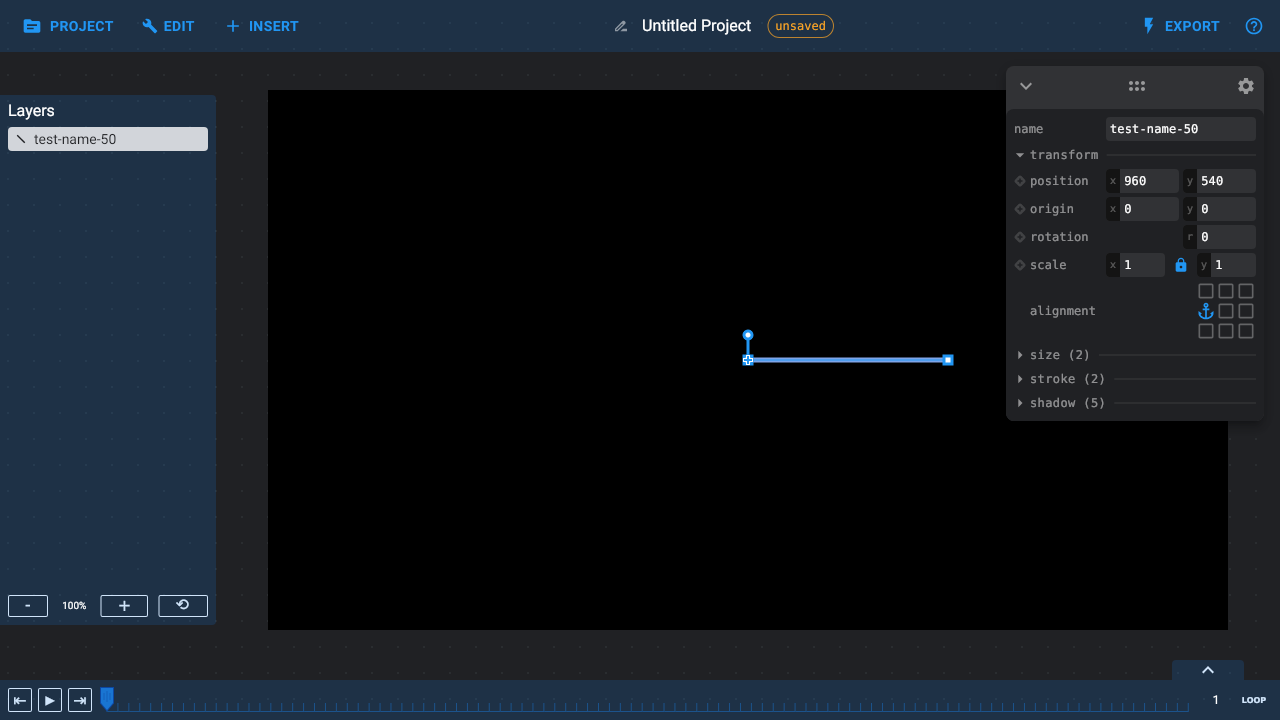 PROJECT EDIT INSERT Untitled Project unsaved EXPORT
Layers
test-name-50
name test-name-50
transform
position x 960 y 540
origin x 0 y 0
rotation r 0
scale x 1 y 1
alignment
size (2)
stroke (2)
shadow (5)
- 100% +
1 LOOP